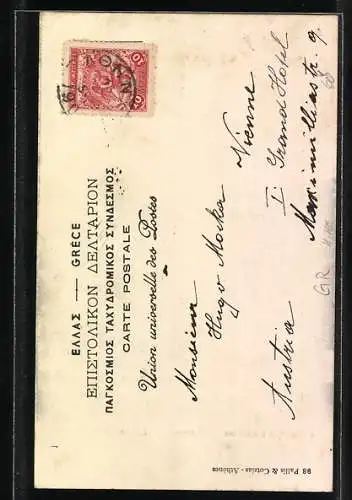 ΕΛΛΑΣ — GRÈCE
ΕΠΙΣΤΟΛΙΚΟΝ ΔΕΛΤΑΡΙΟΝ
ΠΑΓΚΟΣΜΙΟΣ ΤΑΧΥΔΡΟΜΙΚΟΣ ΣΥΝΔΕΣΜΟΣ
CARTE POSTALE
Union universelle des Postes
Monsieur
Hugo
Vienne
I Grand Hotel
Maximilianstr. 9.
Austria
GR
98 Pallis & Cotzias - Athènes